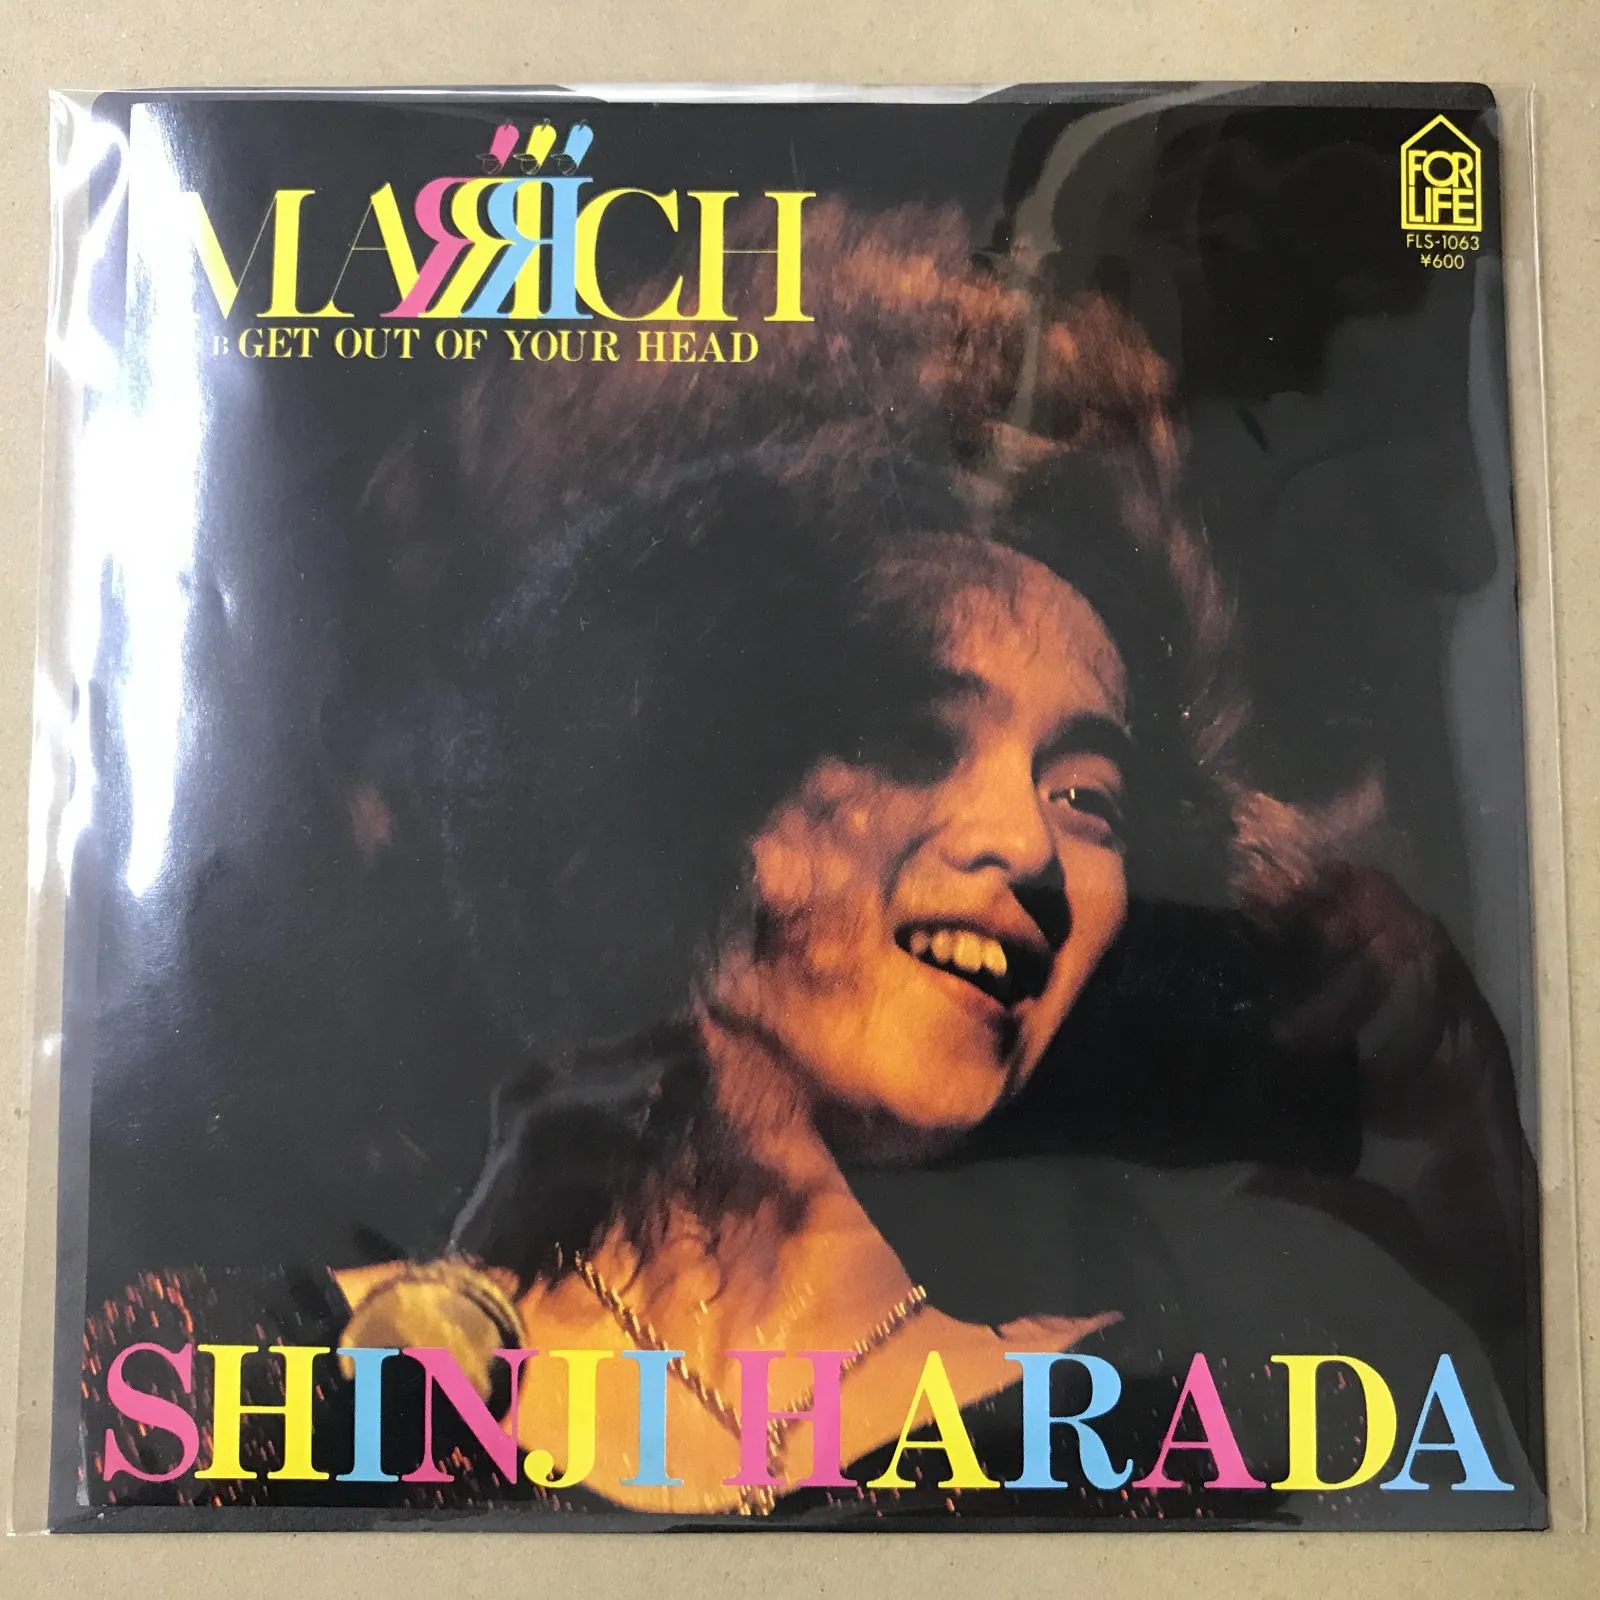 MARCH
B GET OUT OF YOUR HEAD
FOR
LIFE
FLS-1063
¥600
SHINJI HARADA